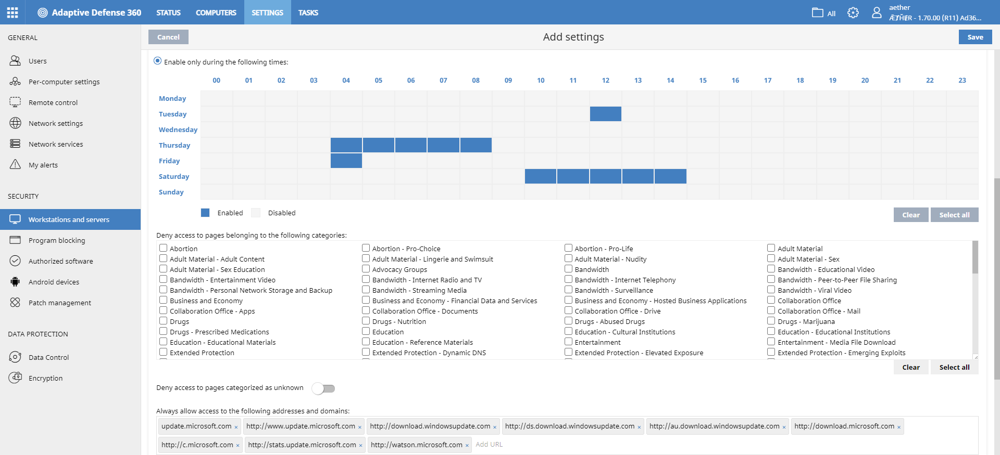 Adaptive Defense 360 STATUS COMPUTERS SETTINGS TASKS All aether
ÆŦĦɆR - 1.70.00 (R11) Ad36...
GENERAL
Users
Per-computer settings
Remote control
Network settings
Network services
My alerts
SECURITY
Workstations and servers
Program blocking
Authorized software
Android devices
Patch management
DATA PROTECTION
Data Control
Encryption
Cancel Add settings Save
Enable only during the following times:
00 01 02 03 04 05 06 07 08 09 10 11 12 13 14 15 16 17 18 19 20 21 22 23
Monday
Tuesday
Wednesday
Thursday
Friday
Saturday
Sunday
Enabled Disabled Clear Select all
Deny access to pages belonging to the following categories:
Abortion Abortion - Pro-Choice Abortion - Pro-Life Adult Material
Adult Material - Adult Content Adult Material - Lingerie and Swimsuit Adult Material - Nudity Adult Material - Sex
Adult Material - Sex Education Advocacy Groups Bandwidth Bandwidth - Educational Video
Bandwidth - Entertainment Video Bandwidth - Internet Radio and TV Bandwidth - Internet Telephony Bandwidth - Peer-to-Peer File Sharing
Bandwidth - Personal Network Storage and Backup Bandwidth - Streaming Media Bandwidth - Surveillance Bandwidth - Viral Video
Business and Economy Business and Economy - Financial Data and Services Business and Economy - Hosted Business Applications Collaboration Office
Collaboration Office - Apps Collaboration Office - Documents Collaboration Office - Drive Collaboration Office - Mail
Drugs Drugs - Nutrition Drugs - Abused Drugs Drugs - Marijuana
Drugs - Prescribed Medications Education Education - Cultural Institutions Education - Educational Institutions
Education - Educational Materials Education - Reference Materials Entertainment Entertainment - Media File Download
Extended Protection Extended Protection - Dynamic DNS Extended Protection - Elevated Exposure Extended Protection - Emerging Exploits
Clear Select all
Deny access to pages categorized as unknown
Always allow access to the following addresses and domains:
update.microsoft.com × http://www.update.microsoft.com × http://download.windowsupdate.com × http://ds.download.windowsupdate.com × http://au.download.windowsupdate.com × http://download.microsoft.com ×
http://c.microsoft.com × http://stats.update.microsoft.com × http://watson.microsoft.com × Add URL